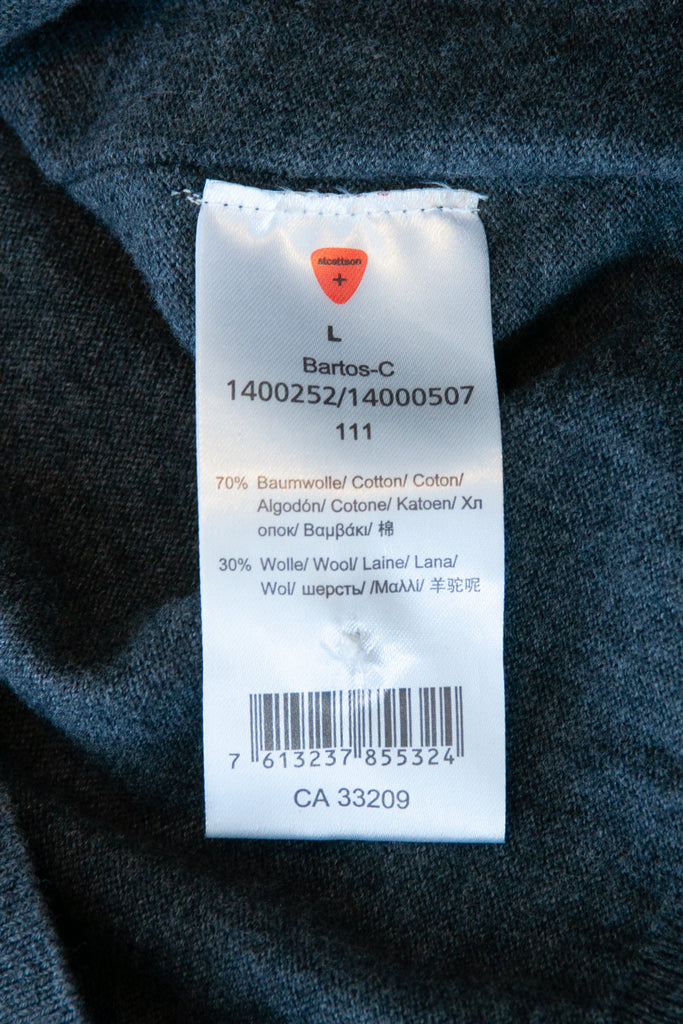 strellson
+
L
Bartos-C
1400252/14000507
111
70% Baumwolle/ Cotton/ Coton/
Algodón/ Cotone/ Katoen/ Хл
опок/ Βαμβάκι/ 棉
30% Wolle/ Wool/ Laine/ Lana/
Wol/ шерсть/ /Μαλλί/ 羊驼呢
7 613237 855324
CA 33209